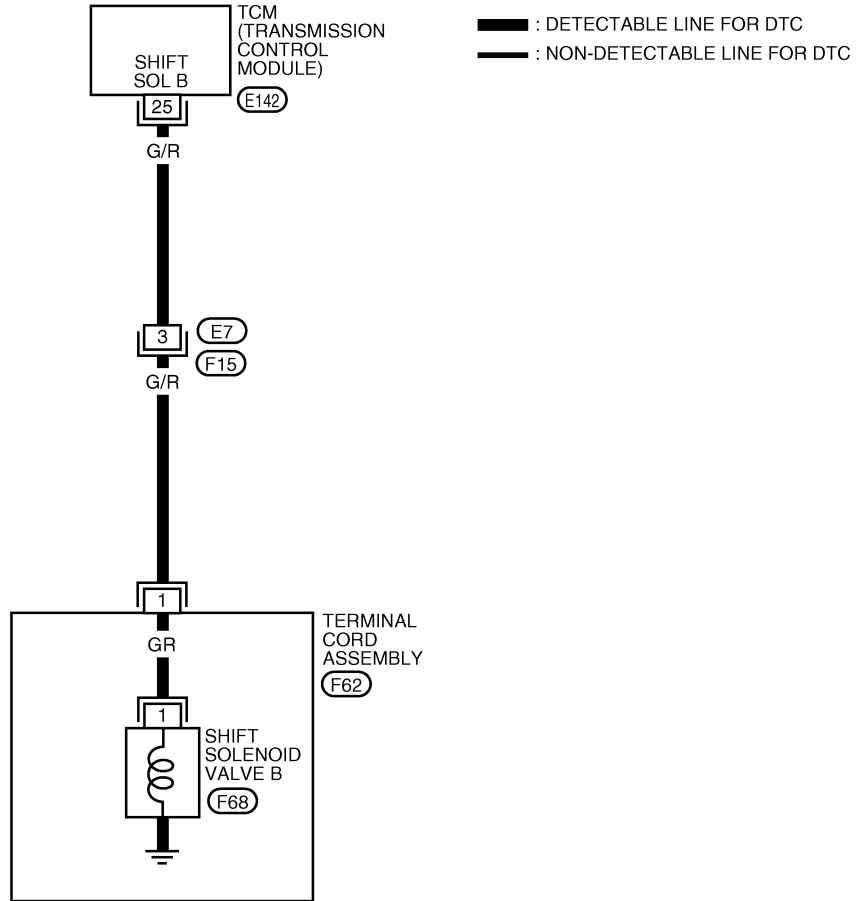 TCM
(TRANSMISSION
CONTROL
MODULE)
SHIFT
SOL B
E142
25
G/R
: DETECTABLE LINE FOR DTC
: NON-DETECTABLE LINE FOR DTC
3
E7
F15
G/R
1
TERMINAL
CORD
ASSEMBLY
F62
GR
1
SHIFT
SOLENOID
VALVE B
F68